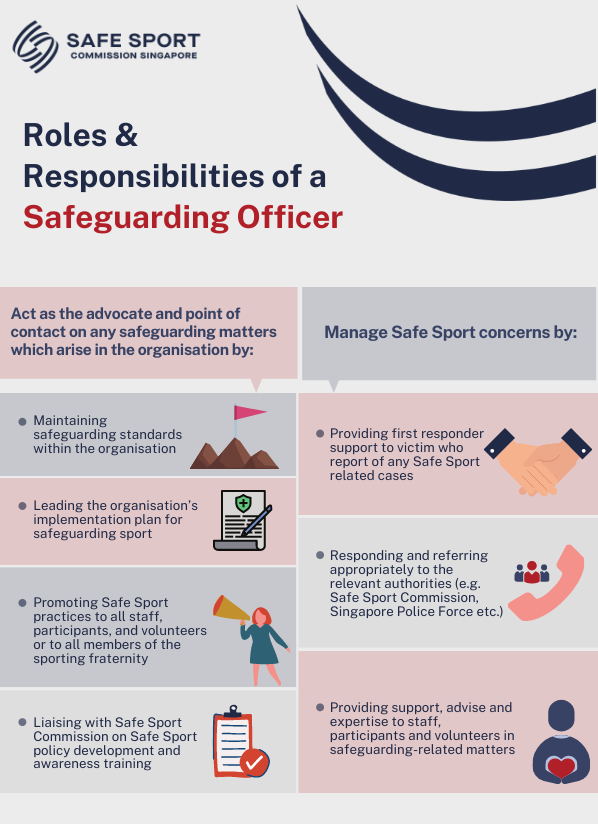 SAFE SPORT
COMMISSION SINGAPORE
Roles &
Responsibilities of a
Safeguarding Officer
Act as the advocate and point of
contact on any safeguarding matters
which arise in the organisation by:
Maintaining
safeguarding standards
within the organisation
Leading the organisation's
implementation plan for
safeguarding sport
Promoting Safe Sport
practices to all staff,
participants, and volunteers
or to all members of the
sporting fraternity
Liaising with Safe Sport
Commission on Safe Sport
policy development and
awareness training
Manage Safe Sport concerns by:
Providing first responder
support to victim who
report of any Safe Sport
related cases
Responding and referring
appropriately to the
relevant authorities (e.g.
Safe Sport Commission,
Singapore Police Force etc.)
Providing support, advise and
expertise to staff,
participants and volunteers in
safeguarding-related matters